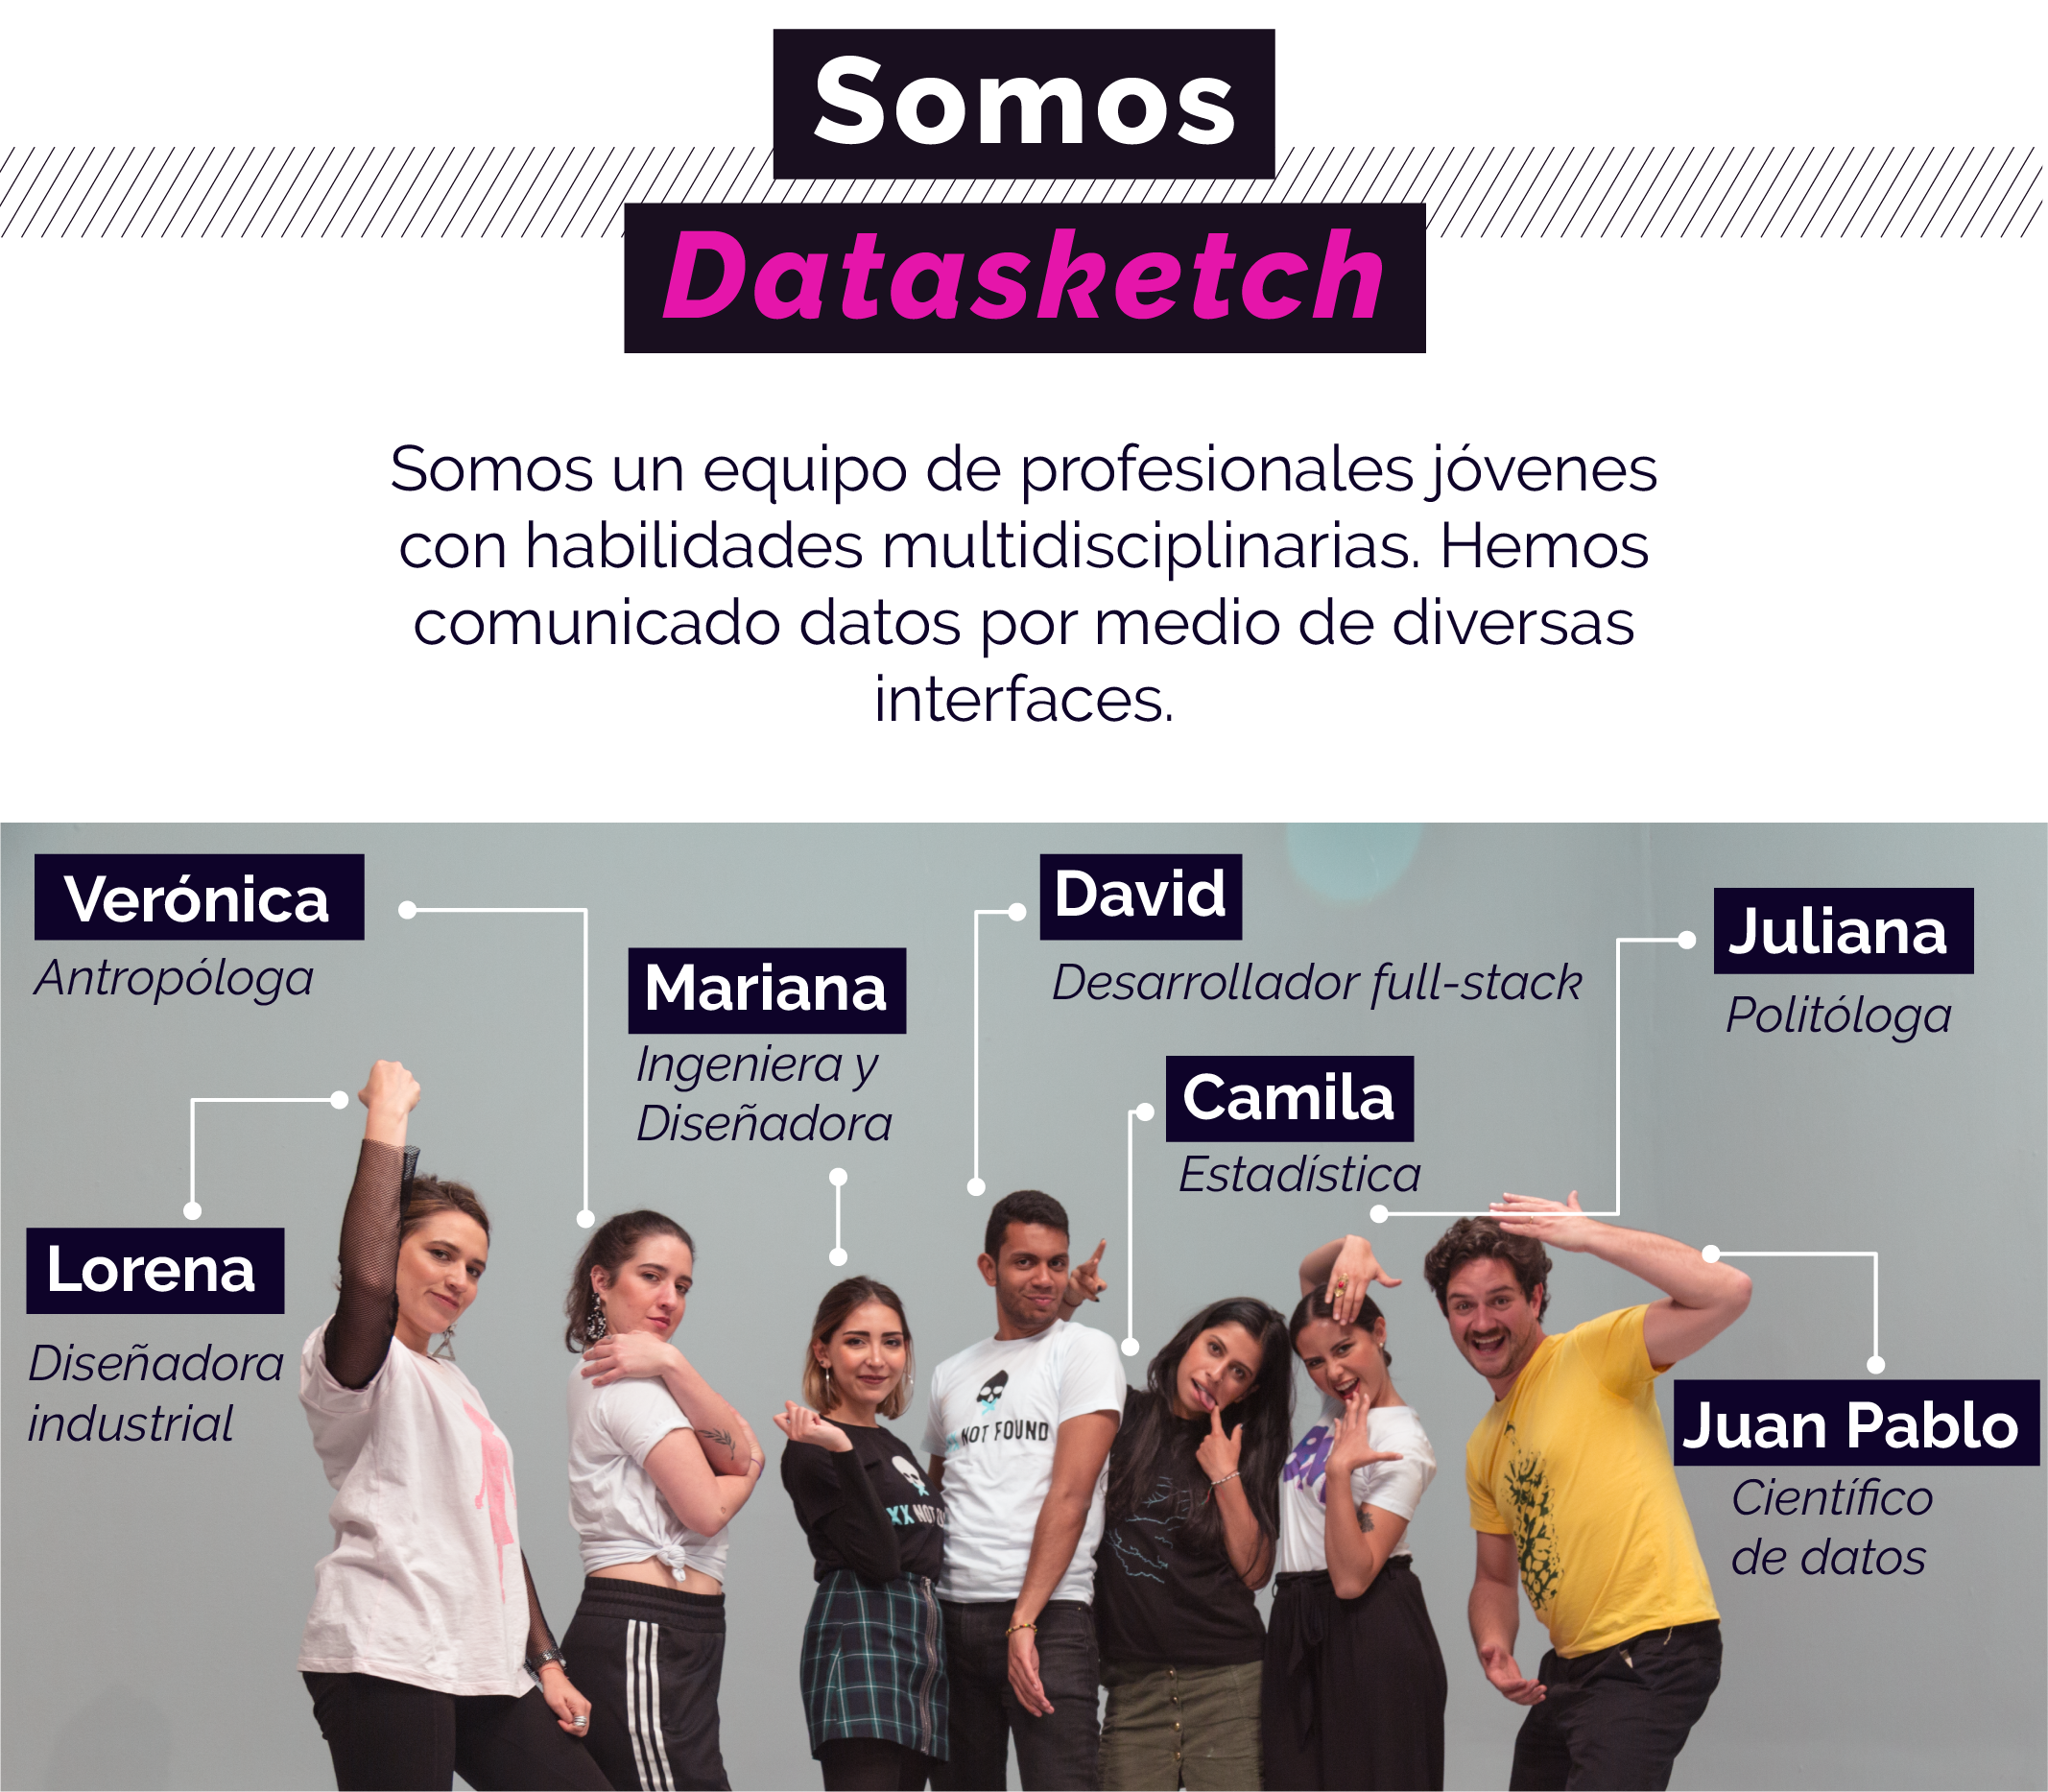 Somos
Datasketch
Somos un equipo de profesionales jóvenes
con habilidades multidisciplinarias. Hemos
comunicado datos por medio de diversas
interfaces.
Verónica
Antropóloga
David
Desarrollador full-stack
Juliana
Politóloga
Mariana
Ingeniera y
Diseñadora
Camila
Estadística
Lorena
Diseñadora
industrial
Juan Pablo
Científico
de datos
NOT FOUND
XX NOT